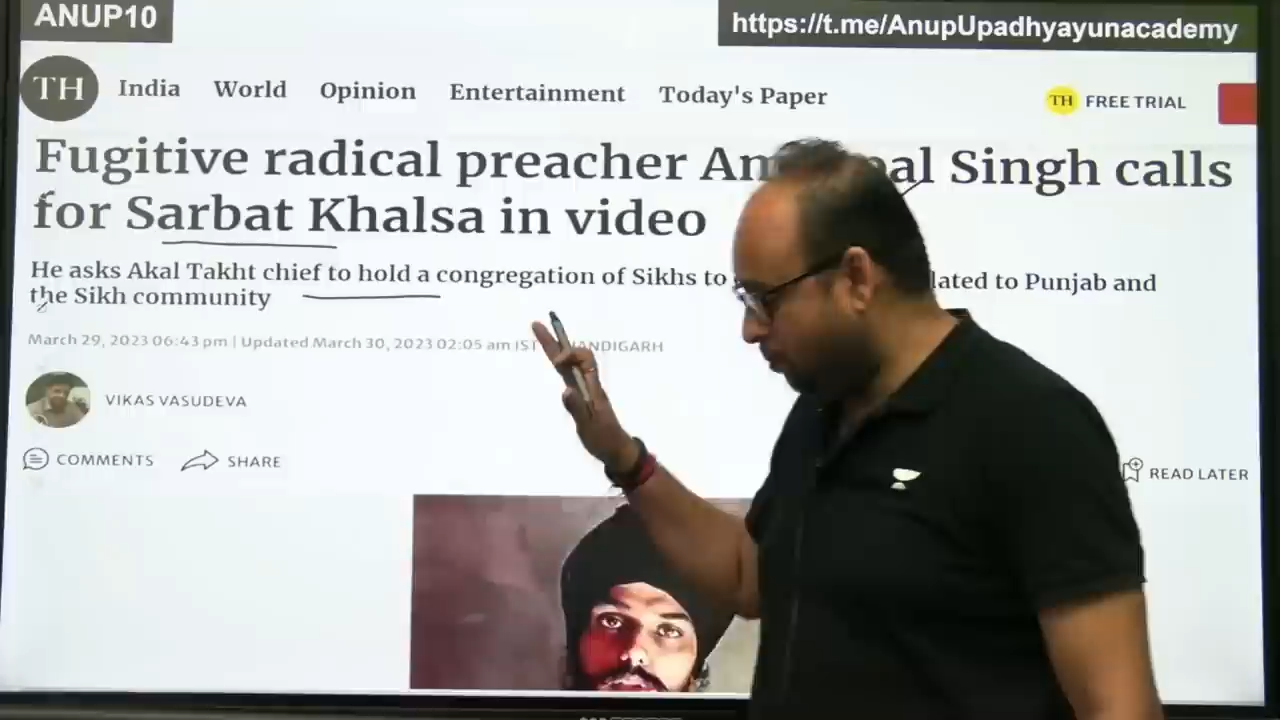 ANUP10
https://t.me/AnupUpadhyayunacademy
TH India World Opinion Entertainment Today's Paper TH FREE TRIAL
Fugitive radical preacher Am al Singh calls
for Sarbat Khalsa in video
He asks Akal Takht chief to hold a congregation of Sikhs to lated to Punjab and
the Sikh community
March 29, 2023 06:43 pm | Updated March 30, 2023 02:05 am IST ANDIGARH
VIKAS VASUDEVA
COMMENTS SHARE READ LATER